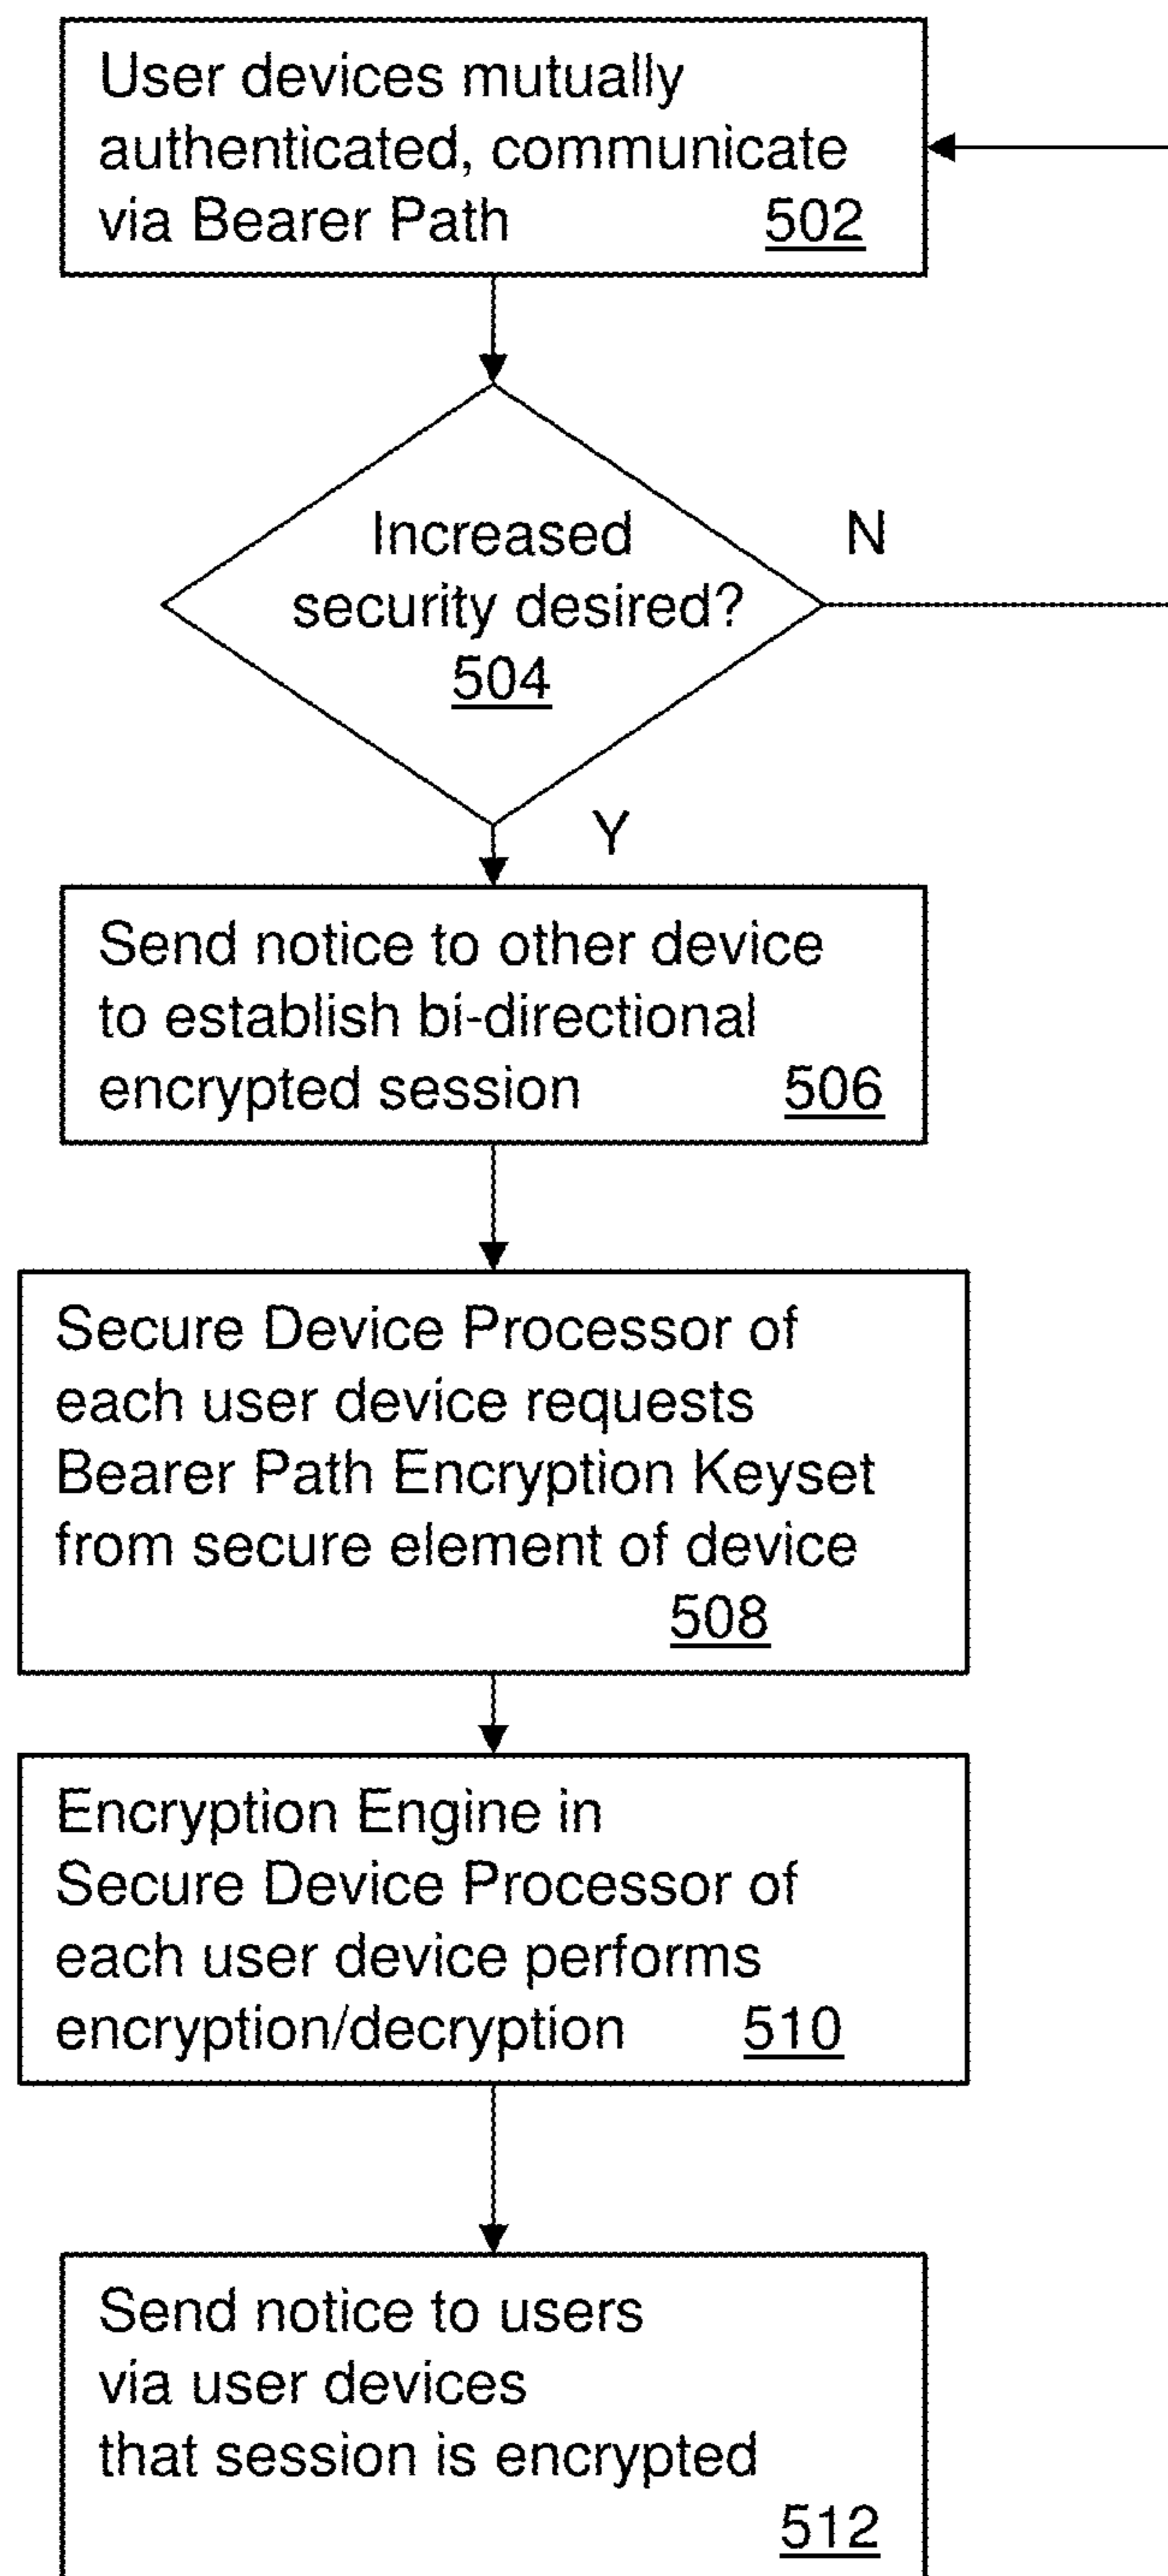 User devices mutually
authenticated, communicate
via Bearer Path 502
Increased
security desired?
504
N
Y
Send notice to other device
to establish bi-directional
encrypted session 506
Secure Device Processor of
each user device requests
Bearer Path Encryption Keyset
from secure element of device
508
Encryption Engine in
Secure Device Processor of
each user device performs
encryption/decryption 510
Send notice to users
via user devices
that session is encrypted
512